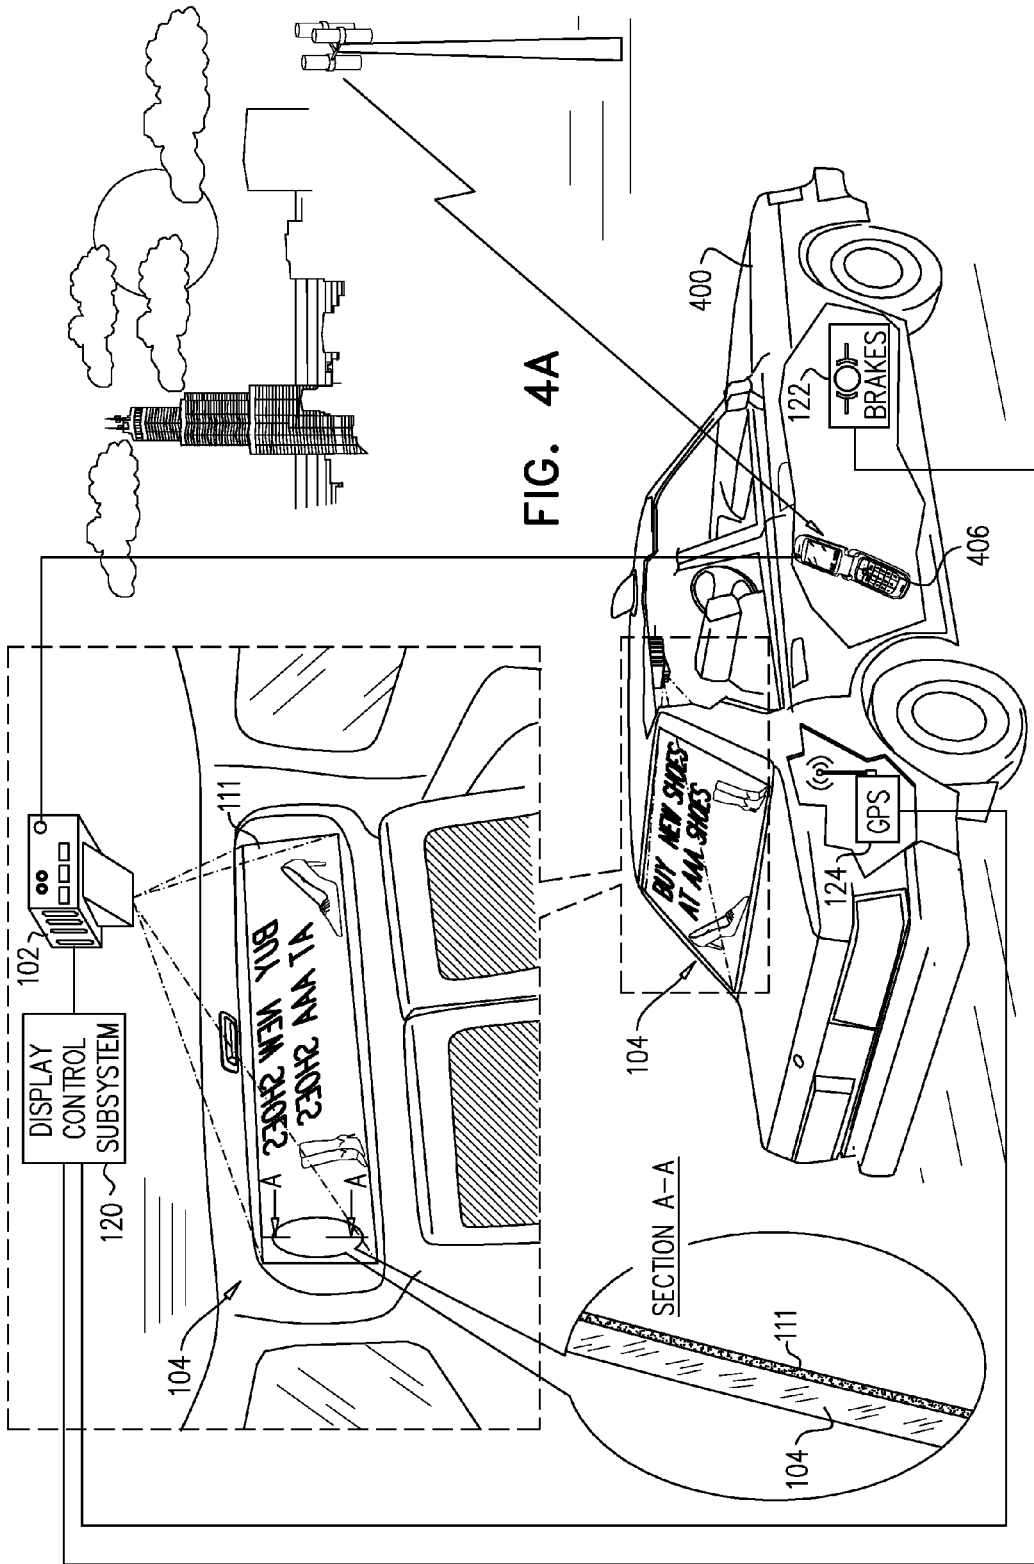 102
DISPLAY
CONTROL
SUBSYSTEM
120
104
111
BUY NEW SHOES
AT AAA SHOES
A
A
FIG. 4A
SECTION A-A
104
111
104
BUY NEW SHOES
AT AAA SHOES
400
122
BRAKES
406
124
GPS